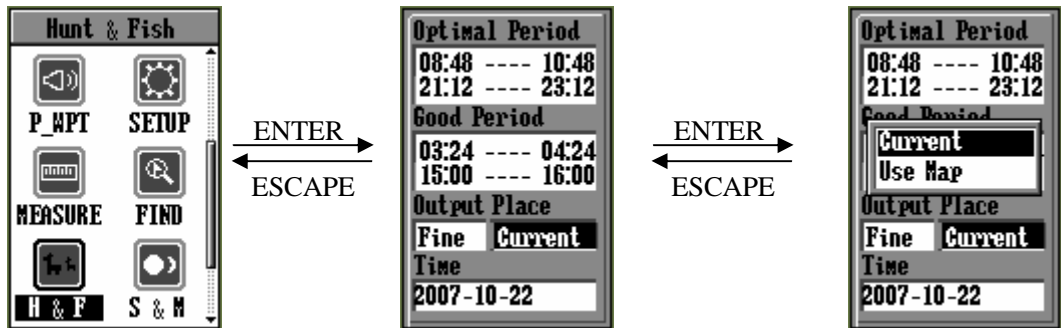 Hunt & Fish
P_WPT SETUP
MEASURE FIND
H & F S & M
ENTER
ESCAPE
Optimal Period
08:48 ---- 10:48
21:12 ---- 23:12
Good Period
03:24 ---- 04:24
15:00 ---- 16:00
Output Place
Fine Current
Time
2007-10-22
ENTER
ESCAPE
Optimal Period
08:48 ---- 10:48
21:12 ---- 23:12
Good Period
Current
Use Map
Output Place
Fine Current
Time
2007-10-22